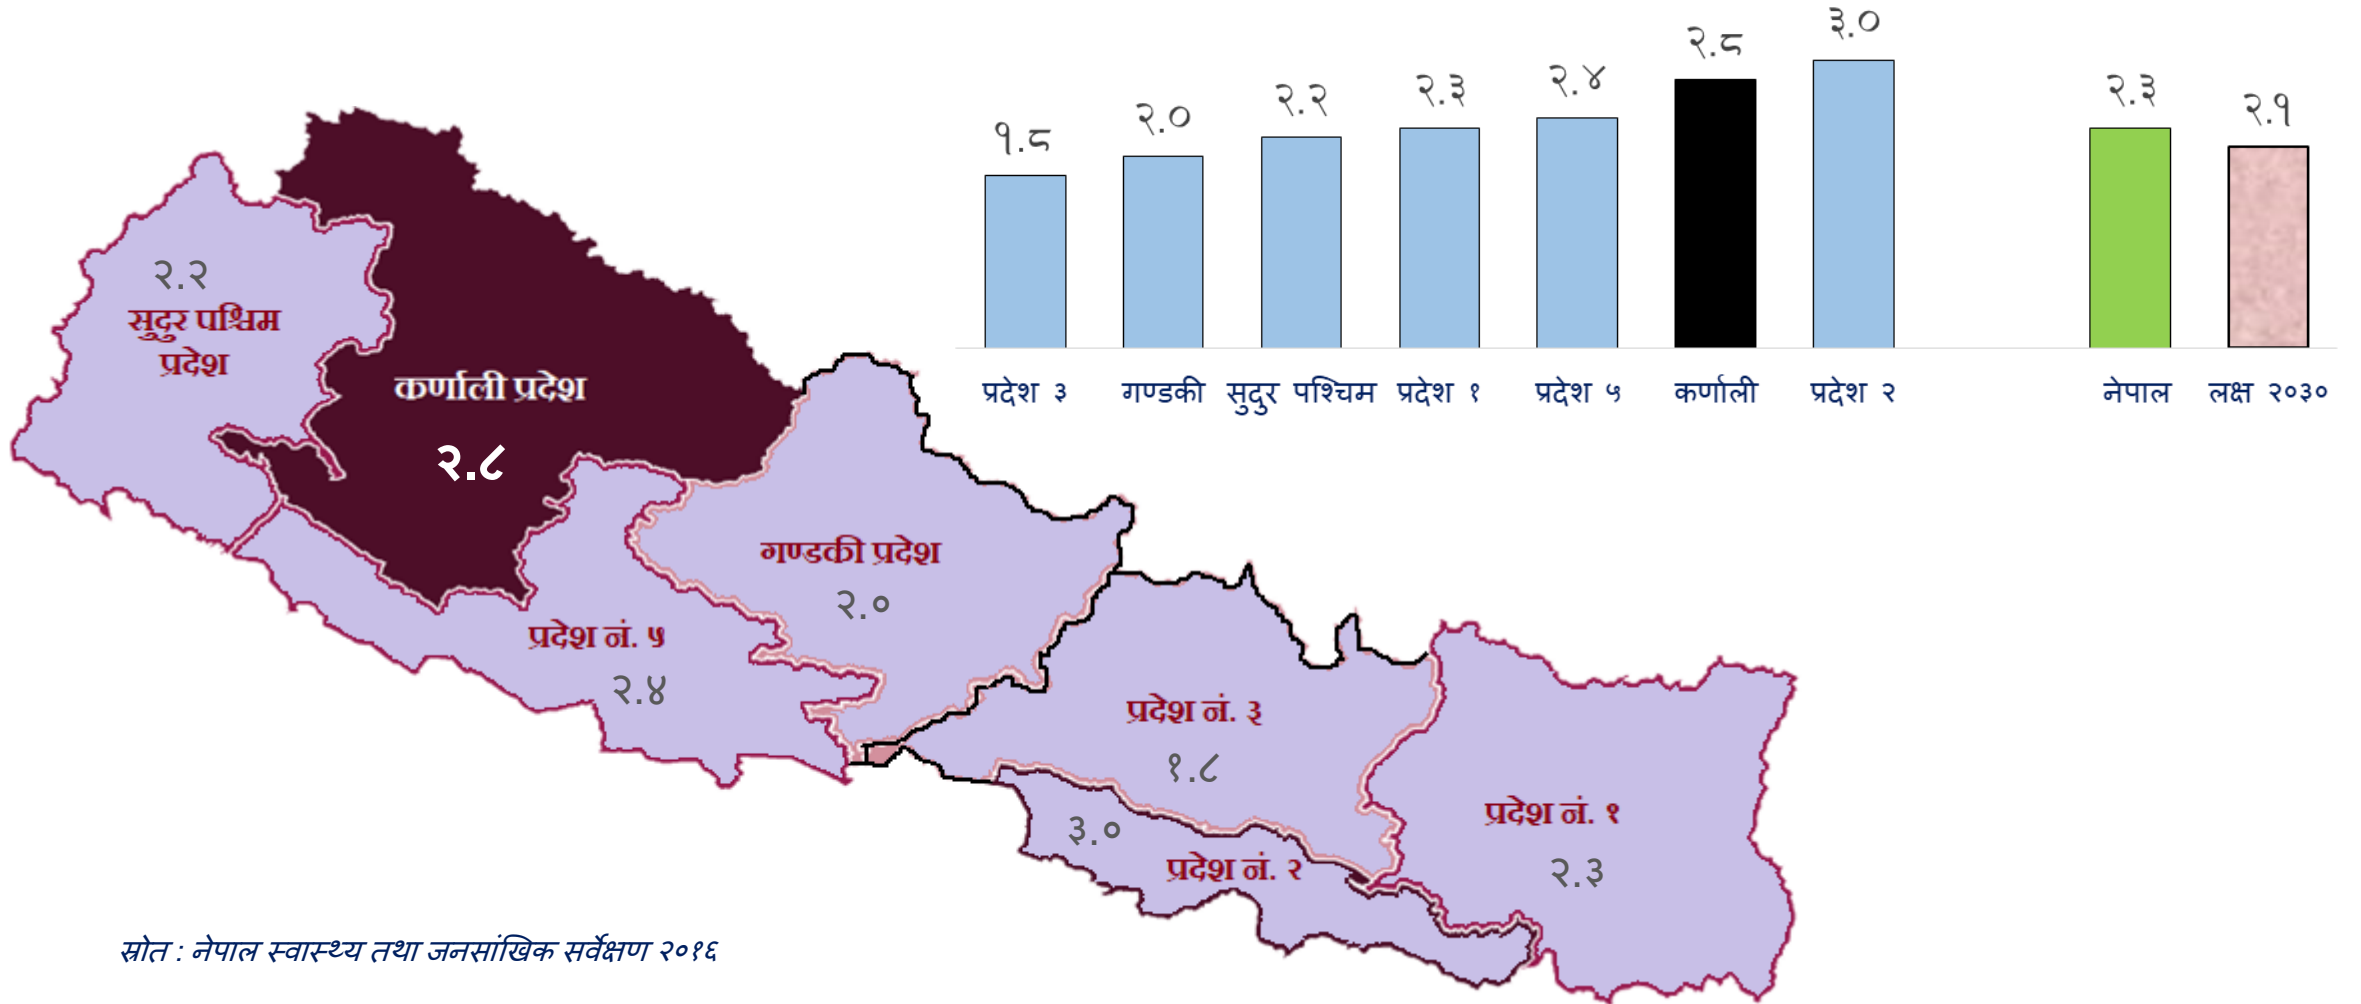 १.८ २.० २.२ २.३ २.४ २.८ ३.० २.३ २.१
प्रदेश ३ गण्डकी सुदुर पश्चिम प्रदेश १ प्रदेश ५ कर्णाली प्रदेश २ नेपाल लक्ष २०३०
२.२
सुदुर पश्चिम
प्रदेश
कर्णाली प्रदेश
२.८
गण्डकी प्रदेश
२.०
प्रदेश नं. ५
२.४
प्रदेश नं. ३
१.८
प्रदेश नं. १
२.३
३.०
प्रदेश नं. २
स्रोत : नेपाल स्वास्थ्य तथा जनसांखिक सर्वेक्षण २०१६